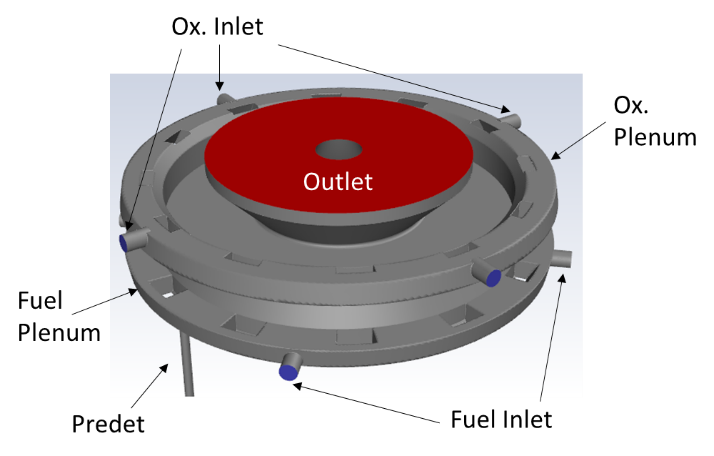 Ox. Inlet
Ox.
Plenum
Outlet
Fuel
Plenum
Predet
Fuel Inlet